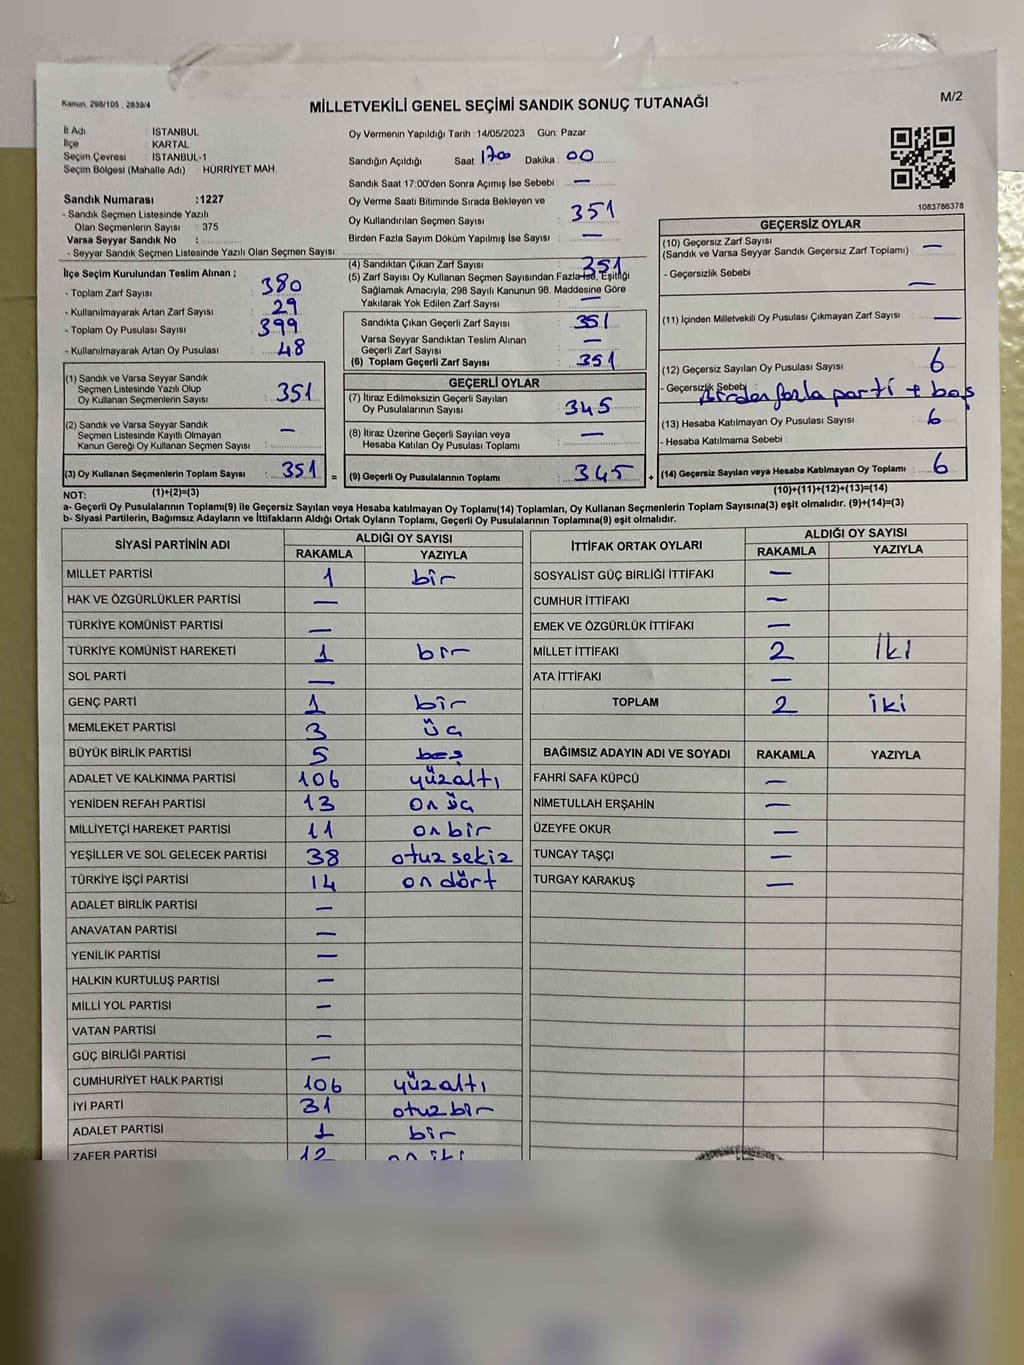 Kanun, 298/105 , 2839/4
MİLLETVEKİLİ GENEL SEÇİMİ SANDIK SONUÇ TUTANAĞI
M/2
İl Adı : İSTANBUL
İlçe : KARTAL
Seçim Çevresi : İSTANBUL-1
Seçim Bölgesi (Mahalle Adı) : HÜRRİYET MAH.
Sandık Numarası :1227
- Sandık Seçmen Listesinde Yazılı
Olan Seçmenlerin Sayısı : 375
Varsa Seyyar Sandık No :
- Seyyar Sandık Seçmen Listesinde Yazılı Olan Seçmen Sayısı:
Oy Vermenin Yapıldığı Tarih :14/05/2023 Gün: Pazar
Sandığın Açıldığı Saat 1700 Dakika : 00
Sandık Saat 17:00'den Sonra Açımış İse Sebebi : —
Oy Verme Saati Bitiminde Sırada Bekleyen ve
Oy Kullandırılan Seçmen Sayısı : 351
Birden Fazla Sayım Döküm Yapılmış İse Sayısı : —
1083786378
İlçe Seçim Kurulundan Teslim Alınan ;
- Toplam Zarf Sayısı : 380
- Kullanılmayarak Artan Zarf Sayısı : 29
- Toplam Oy Pusulası Sayısı : 399
- Kullanılmayarak Artan Oy Pusulası : 48
(1) Sandık ve Varsa Seyyar Sandık
Seçmen Listesinde Yazılı Olup
Oy Kullanan Seçmenlerin Sayısı : 351
(2) Sandık ve Varsa Seyyar Sandık
Seçmen Listesinde Kayıtlı Olmayan
Kanun Gereği Oy Kullanan Seçmen Sayısı : —
(3) Oy Kullanan Seçmenlerin Toplam Sayısı : 351
(4) Sandıktan Çıkan Zarf Sayısı : 351
(5) Zarf Sayısı Oy Kullanan Seçmen Sayısından Fazla İse, Eşitliği
Sağlamak Amacıyla; 298 Sayılı Kanunun 98. Maddesine Göre
Yakılarak Yok Edilen Zarf Sayısı : —
Sandıkta Çıkan Geçerli Zarf Sayısı : 351
Varsa Seyyar Sandıktan Teslim Alınan
Geçerli Zarf Sayısı : —
(6) Toplam Geçerli Zarf Sayısı : 351
GEÇERLİ OYLAR
(7) İtiraz Edilmeksizin Geçerli Sayılan
Oy Pusulalarının Sayısı : 345
(8) İtiraz Üzerine Geçerli Sayılan veya
Hesaba Katılan Oy Pusulası Toplamı : —
= (9) Geçerli Oy Pusulalarının Toplamı : 345 +
GEÇERSİZ OYLAR
(10) Geçersiz Zarf Sayısı
(Sandık ve Varsa Seyyar Sandık Geçersiz Zarf Toplamı) : —
- Geçersizlik Sebebi : —
(11) İçinden Milletvekili Oy Pusulası Çıkmayan Zarf Sayısı : —
(12) Geçersiz Sayılan Oy Pusulası Sayısı : 6
- Geçersizlik Sebebi : Birden fazla parti + boş
(13) Hesaba Katılmayan Oy Pusulası Sayısı : 6
- Hesaba Katılmama Sebebi :
(14) Geçersiz Sayılan veya Hesaba Katılmayan Oy Toplamı : 6
NOT: (1)+(2)=(3)
(10)+(11)+(12)+(13)=(14)
a- Geçerli Oy Pusulalarının Toplamı(9) ile Geçersiz Sayılan veya Hesaba katılmayan Oy Toplamı(14) Toplamları, Oy Kullanan Seçmenlerin Toplam Sayısına(3) eşit olmalıdır. (9)+(14)=(3)
b- Siyasi Partilerin, Bağımsız Adayların ve İttifakların Aldığı Ortak Oyların Toplamı, Geçerli Oy Pusulalarının Toplamına(9) eşit olmalıdır.
SİYASİ PARTİNİN ADI ALDIĞI OY SAYISI
RAKAMLA YAZIYLA
MİLLET PARTİSİ 1 bir
HAK VE ÖZGÜRLÜKLER PARTİSİ —
TÜRKİYE KOMÜNİST PARTİSİ —
TÜRKİYE KOMÜNİST HAREKETİ 1 bir
SOL PARTİ —
GENÇ PARTİ 1 bir
MEMLEKET PARTİSİ 3 üç
BÜYÜK BİRLİK PARTİSİ 5 beş
ADALET VE KALKINMA PARTİSİ 106 yüzaltı
YENİDEN REFAH PARTİSİ 13 on üç
MİLLİYETÇİ HAREKET PARTİSİ 11 on bir
YEŞİLLER VE SOL GELECEK PARTİSİ 38 otuz sekiz
TÜRKİYE İŞÇİ PARTİSİ 14 on dört
ADALET BİRLİK PARTİSİ —
ANAVATAN PARTİSİ —
YENİLİK PARTİSİ —
HALKIN KURTULUŞ PARTİSİ —
MİLLİ YOL PARTİSİ —
VATAN PARTİSİ —
GÜÇ BİRLİĞİ PARTİSİ —
CUMHURİYET HALK PARTİSİ 106 yüzaltı
İYİ PARTİ 31 otuz bir
ADALET PARTİSİ 1 bir
ZAFER PARTİSİ 12 on iki
İTTİFAK ORTAK OYLARI ALDIĞI OY SAYISI
RAKAMLA YAZIYLA
SOSYALİST GÜÇ BİRLİĞİ İTTİFAKI —
CUMHUR İTTİFAKI —
EMEK VE ÖZGÜRLÜK İTTİFAKI —
MİLLET İTTİFAKI 2 İki
ATA İTTİFAKI —
TOPLAM 2 iki
BAĞIMSIZ ADAYIN ADI VE SOYADI RAKAMLA YAZIYLA
FAHRİ SAFA KÜPCÜ —
NİMETULLAH ERŞAHİN —
ÜZEYFE OKUR —
TUNCAY TAŞÇI —
TURGAY KARAKUŞ —